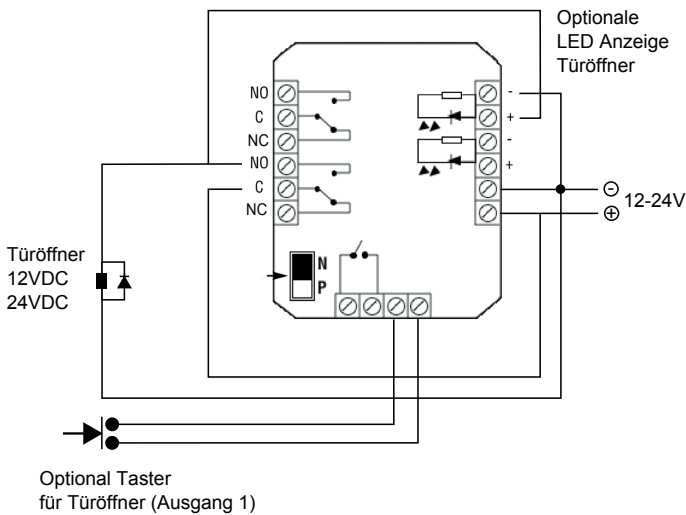 Optionale
LED Anzeige
Türöffner
NO
C
NC
NO
C
NC
-
+
-
+
12-24V
Türöffner
12VDC
24VDC
N
P
Optional Taster
für Türöffner (Ausgang 1)